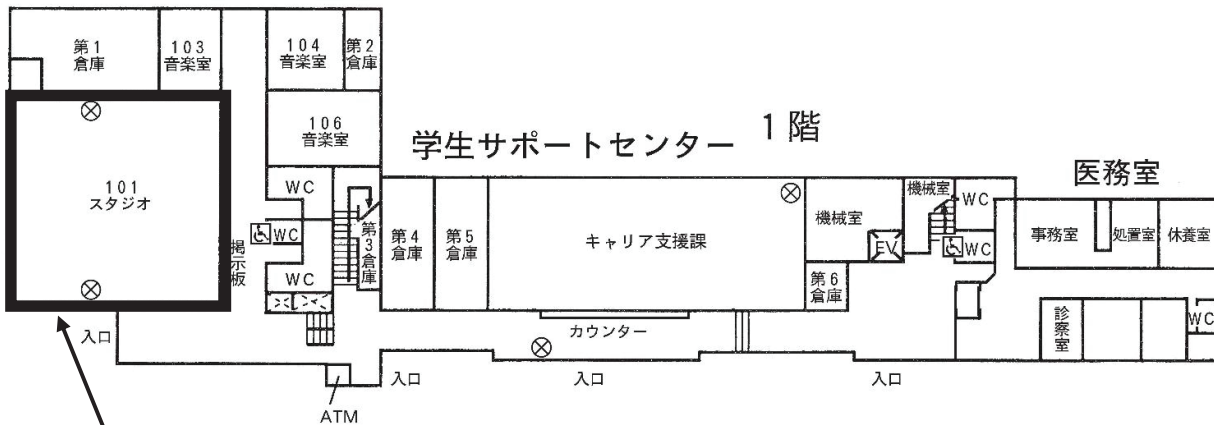 第1
倉庫
103
音楽室
104
音楽室
第2
倉庫
106
音楽室
学生サポートセンター
1階
医務室
101
スタジオ
掲示板
WC
WC
WC
第3倉庫
第4
倉庫
第5
倉庫
キャリア支援課
機械室
機械室
EV
第6
倉庫
WC
WC
事務室
処置室
休養室
診察室
WC
カウンター
入口
入口
入口
入口
ATM